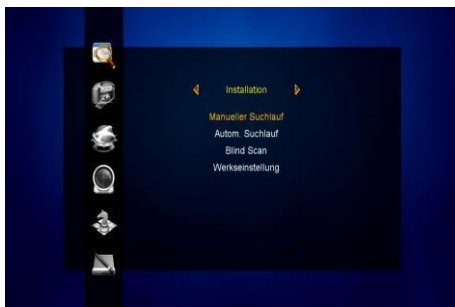 Installation
Manueller Suchlauf
Autom. Suchlauf
Blind Scan
Werkseinstellung